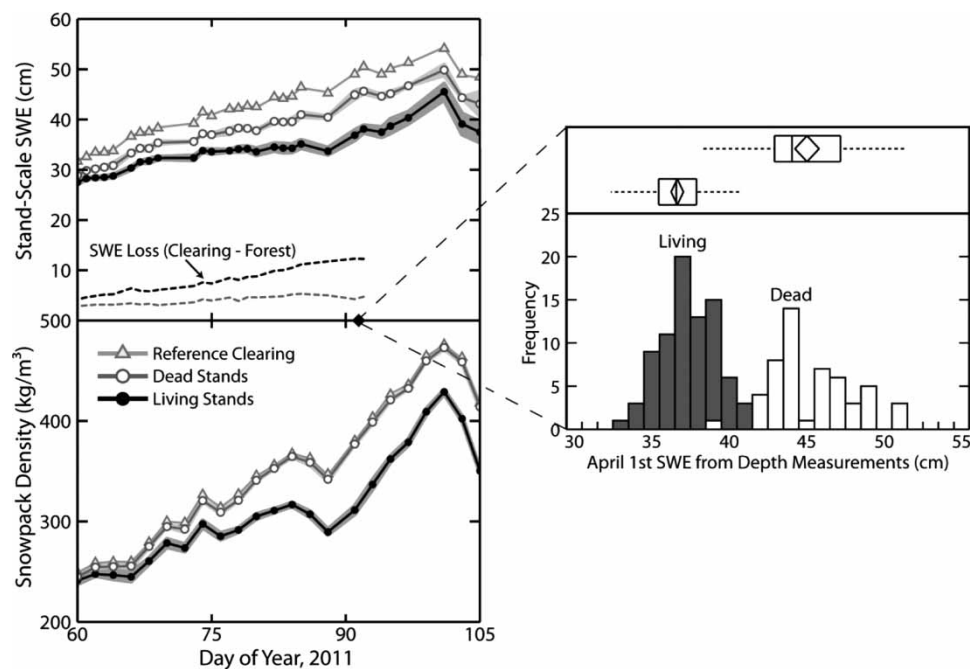 60
50
40
30
20
10
Stand-Scale SWE (cm)
SWE Loss (Clearing - Forest)
500
400
300
200
Snowpack Density (kg/m³)
Reference Clearing
Dead Stands
Living Stands
60 75 90 105
Day of Year, 2011
25
20
15
10
5
0
Frequency
Living
Dead
30 35 40 45 50 55
April 1st SWE from Depth Measurements (cm)